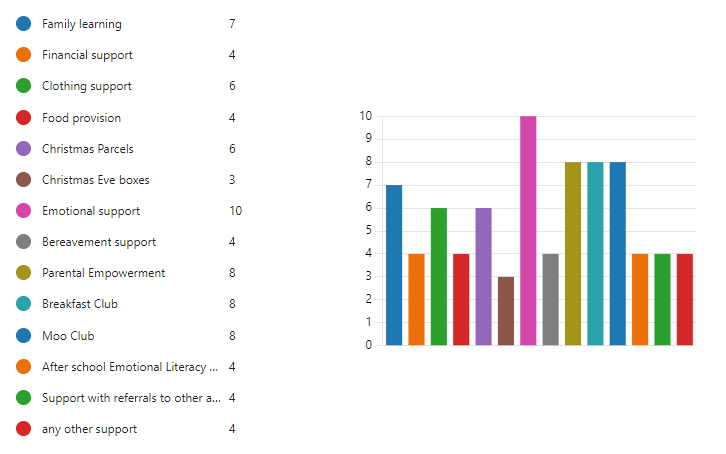 Family learning 7
Financial support 4
Clothing support 6
Food provision 4
Christmas Parcels 6
Christmas Eve boxes 3
Emotional support 10
Bereavement support 4
Parental Empowerment 8
Breakfast Club 8
Moo Club 8
After school Emotional Literacy ... 4
Support with referrals to other a... 4
any other support 4
10
9
8
7
6
5
4
3
2
1
0